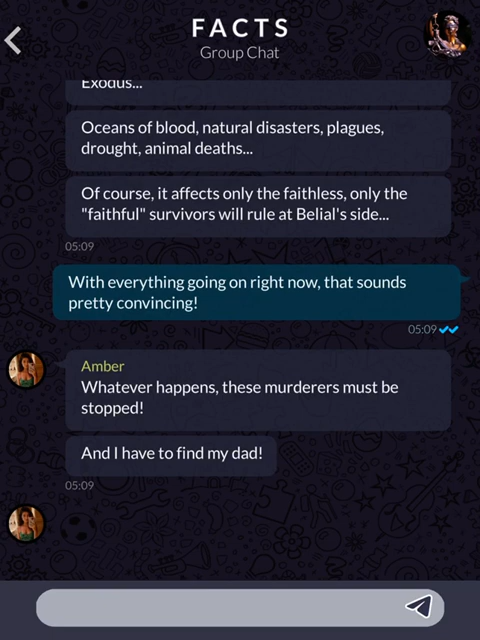 FACTS
Group Chat
Exodus...
Oceans of blood, natural disasters, plagues,
drought, animal deaths...
Of course, it affects only the faithless, only the
"faithful" survivors will rule at Belial's side...
05:09
With everything going on right now, that sounds
pretty convincing!
05:09
Amber
Whatever happens, these murderers must be
stopped!
And I have to find my dad!
05:09